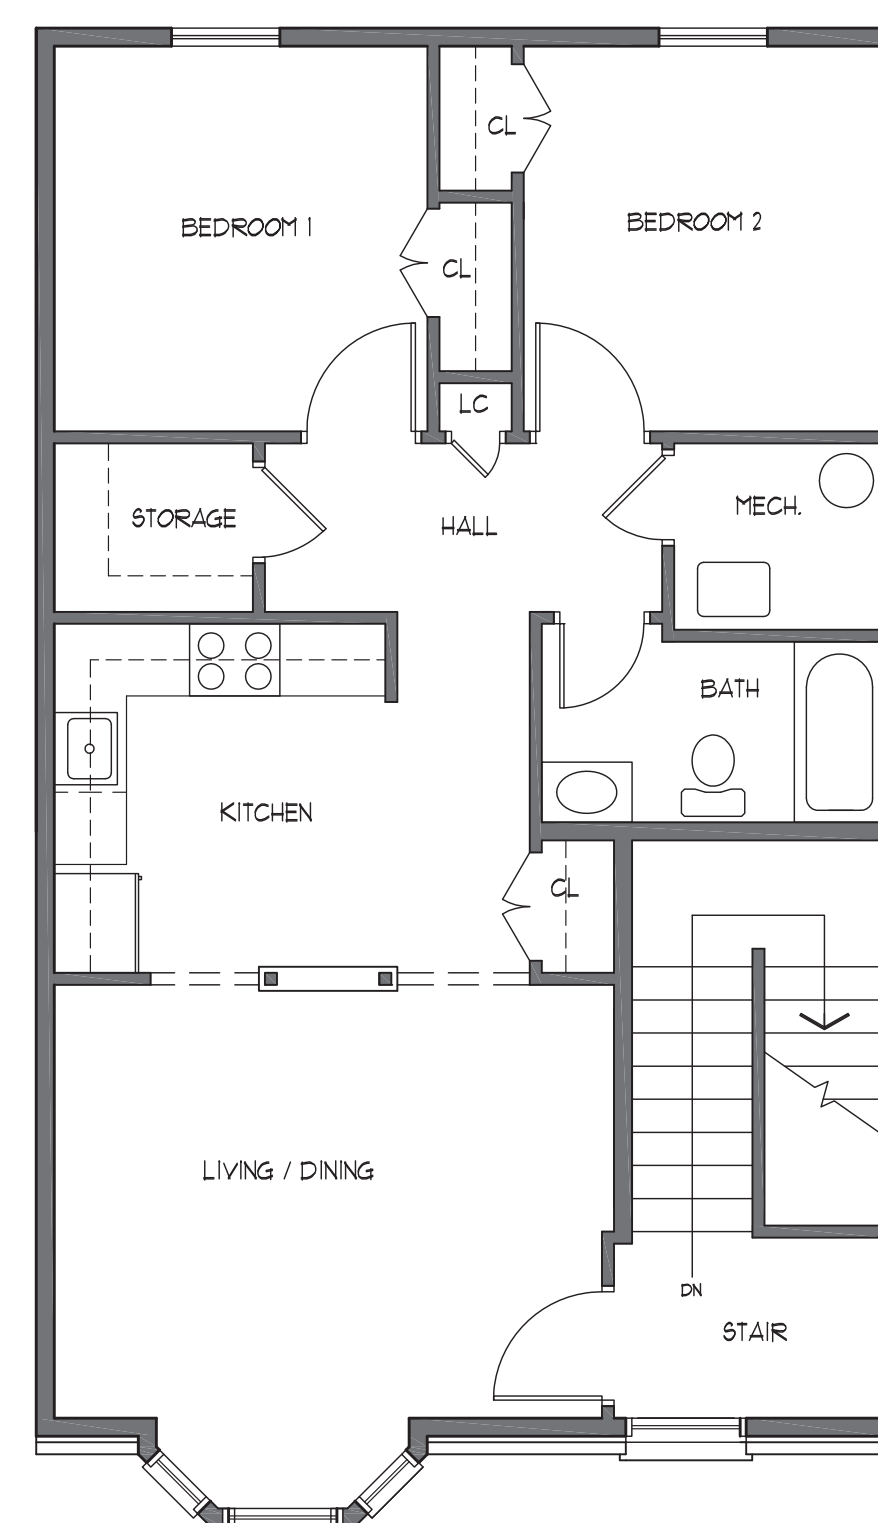 CL
BEDROOM 1
BEDROOM 2
CL
LC
STORAGE
HALL
MECH.
BATH
KITCHEN
CL
LIVING / DINING
DN
STAIR